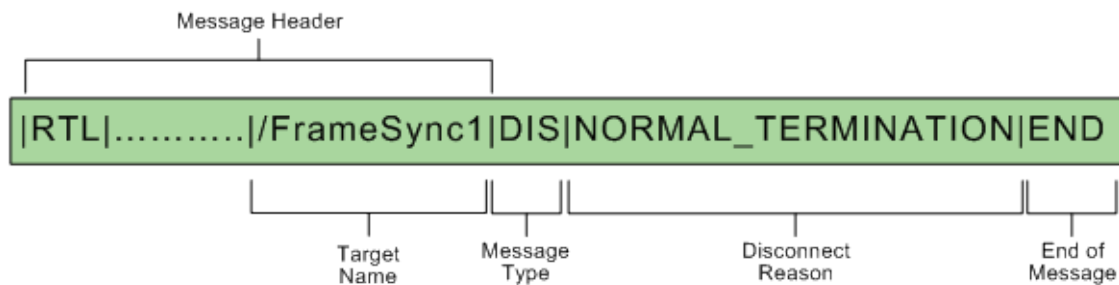 Message Header
|RTL|...........|/FrameSync1|DIS|NORMAL_TERMINATION|END
Target Name
Message Type
Disconnect Reason
End of Message